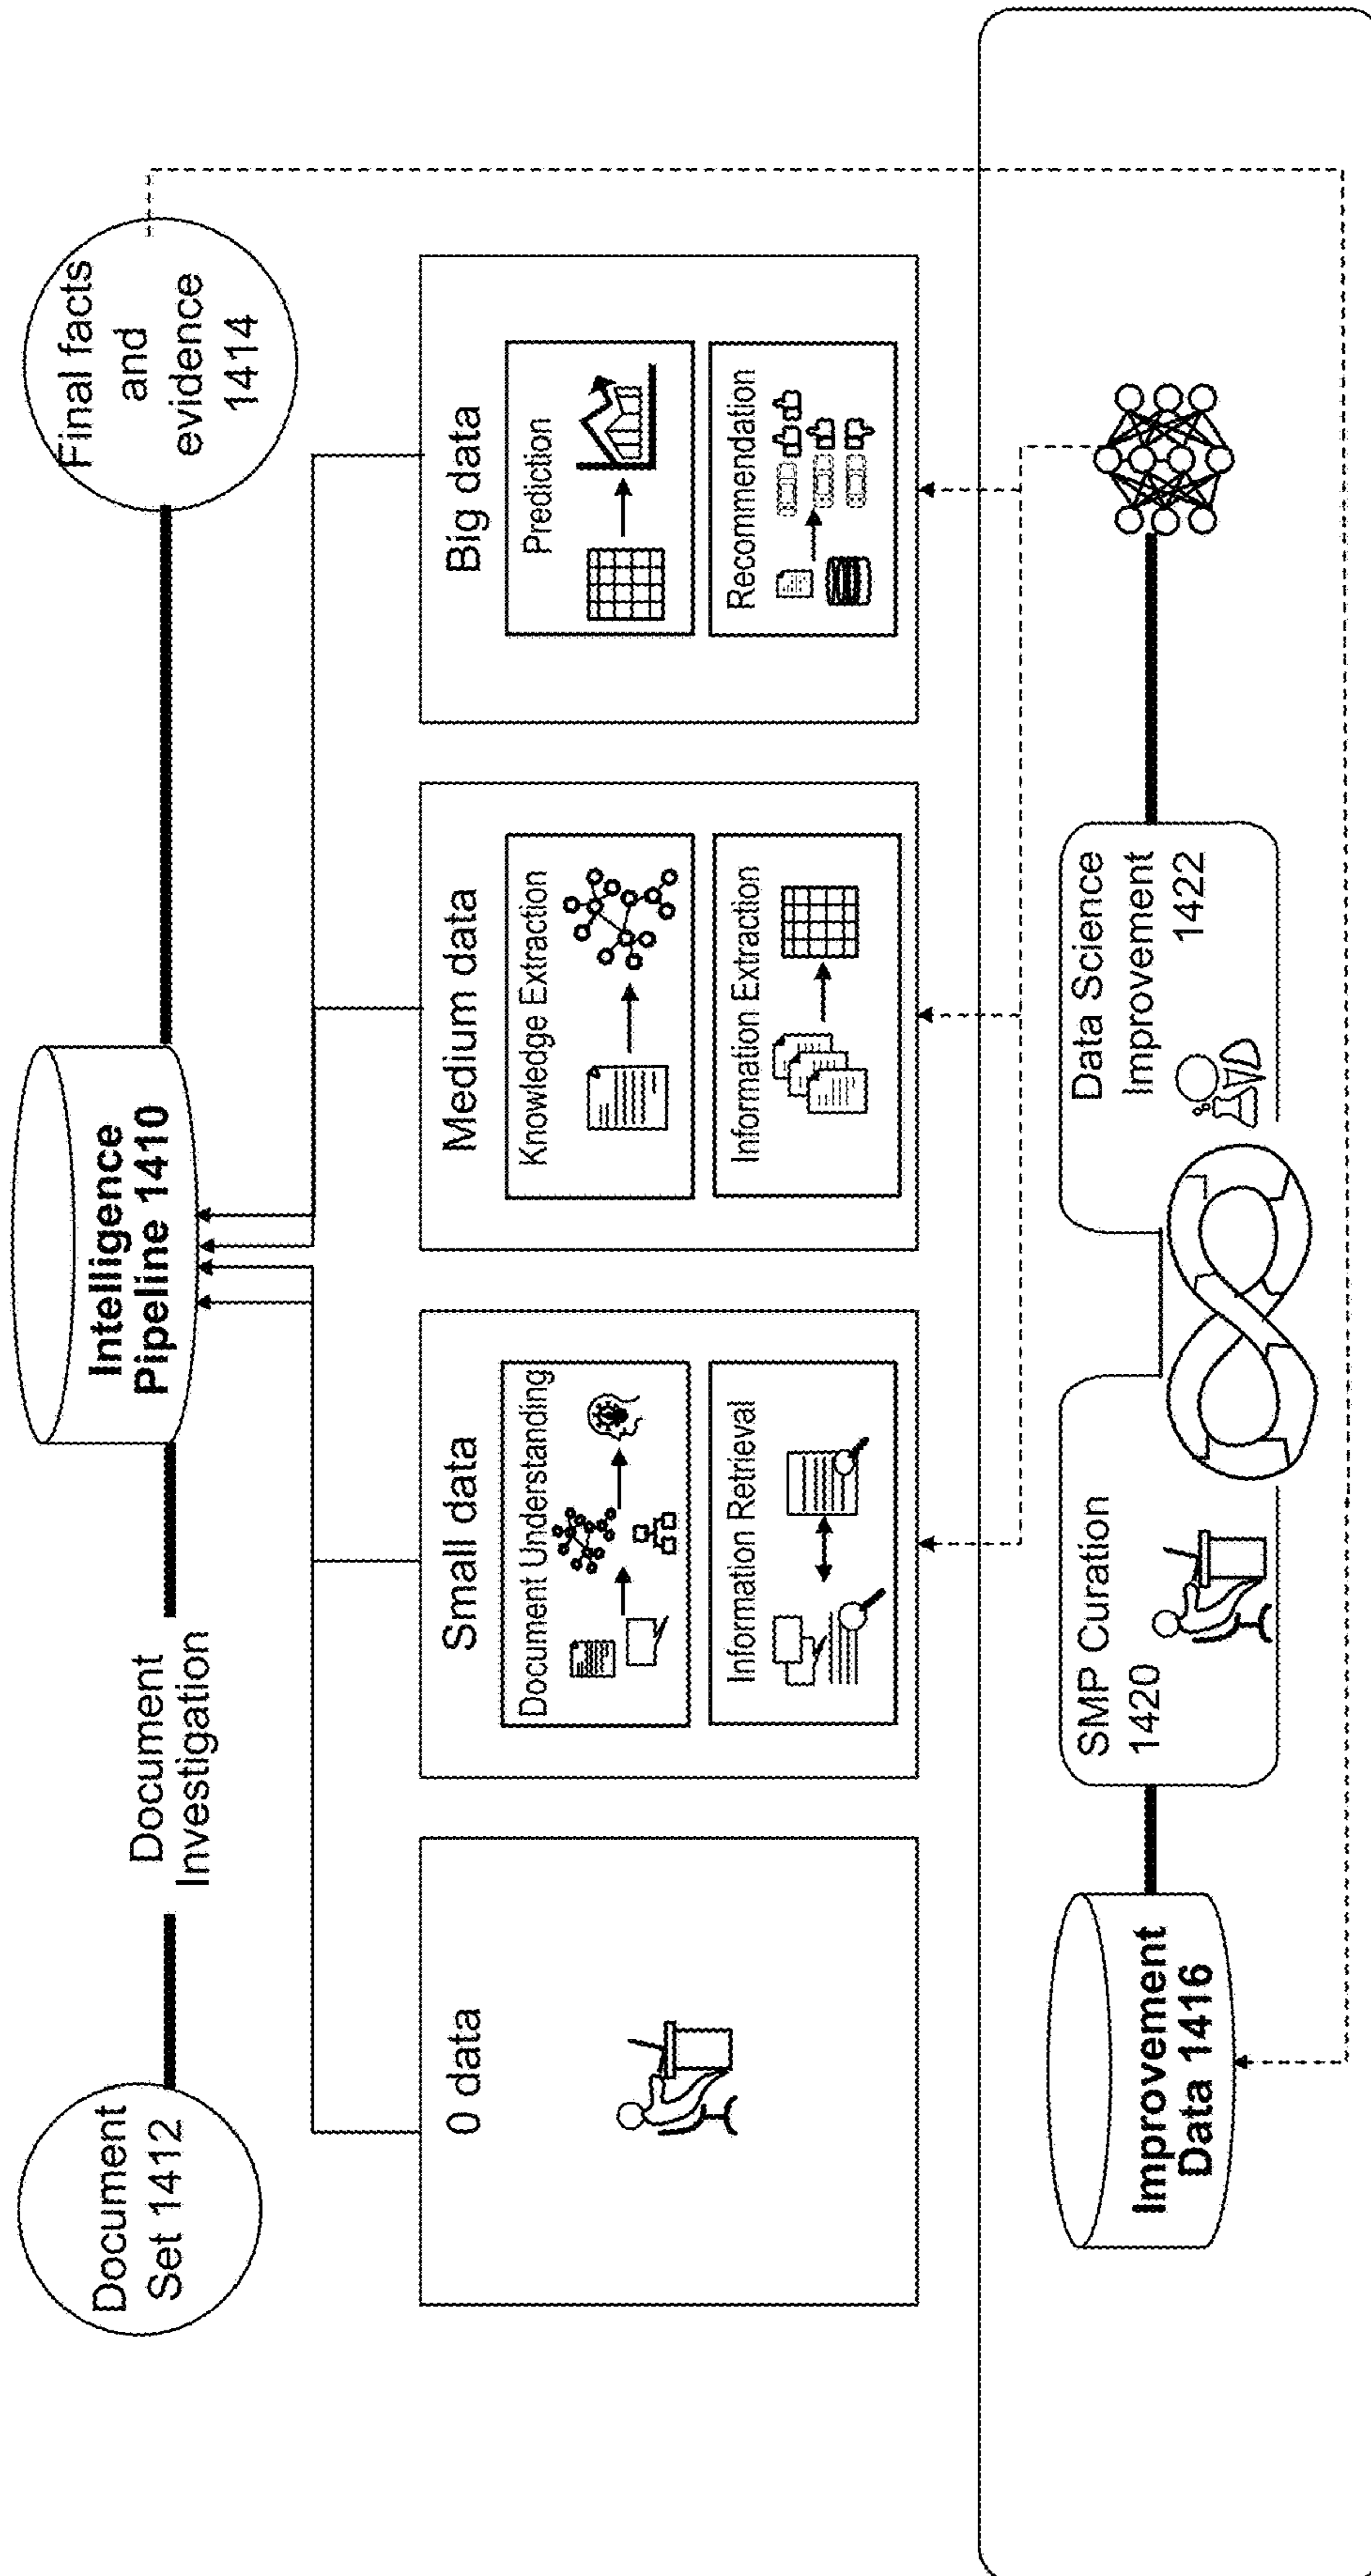 Document
Set 1412
Document
Investigation
Intelligence
Pipeline 1410
Final facts
and
evidence
1414
0 data
Small data
Document Understanding
Information Retrieval
Medium data
Knowledge Extraction
Information Extraction
Big data
Prediction
Recommendation
Improvement
Data 1416
SMP Curation
1420
Data Science
Improvement
1422